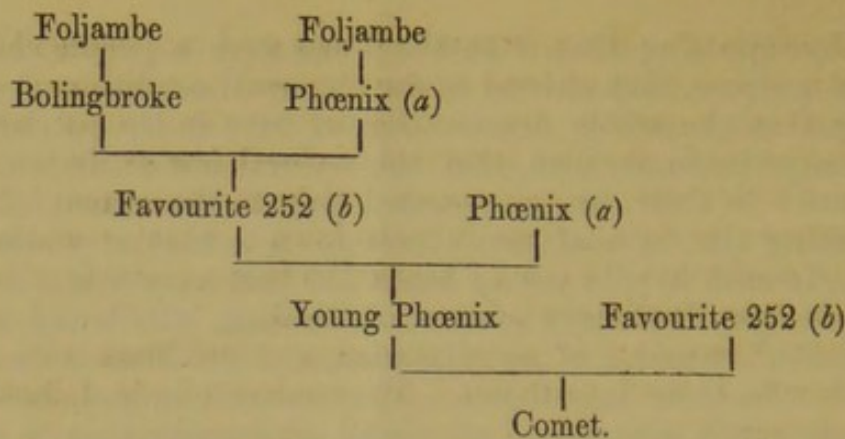 Foljambe Foljambe
Bolingbroke Phœnix (a)
Favourite 252 (b) Phœnix (a)
Young Phœnix Favourite 252 (b)
Comet.